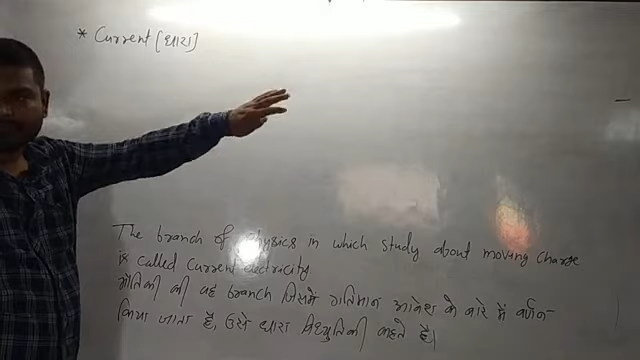 * Current [धारा]
The branch of physics in which study about moving charge
is called Current electricity
भौतिकी की वह branch जिसमें गतिमान आवेश के बारे में वर्णन
किया जाता है, उसे धारा विद्युतिकी कहते हैं।